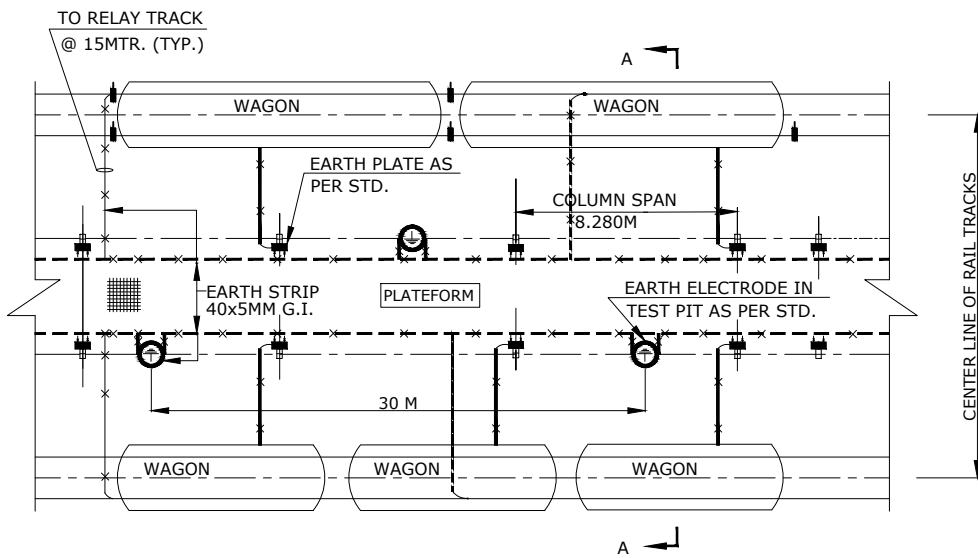 TO RELAY TRACK
@ 15MTR. (TYP.)
A
WAGON
WAGON
EARTH PLATE AS
PER STD.
COLUMN SPAN
8.280M
EARTH STRIP
40x5MM G.I.
PLATEFORM
EARTH ELECTRODE IN
TEST PIT AS PER STD.
CENTER LINE OF RAIL TRACKS
30 M
WAGON
WAGON
WAGON
A